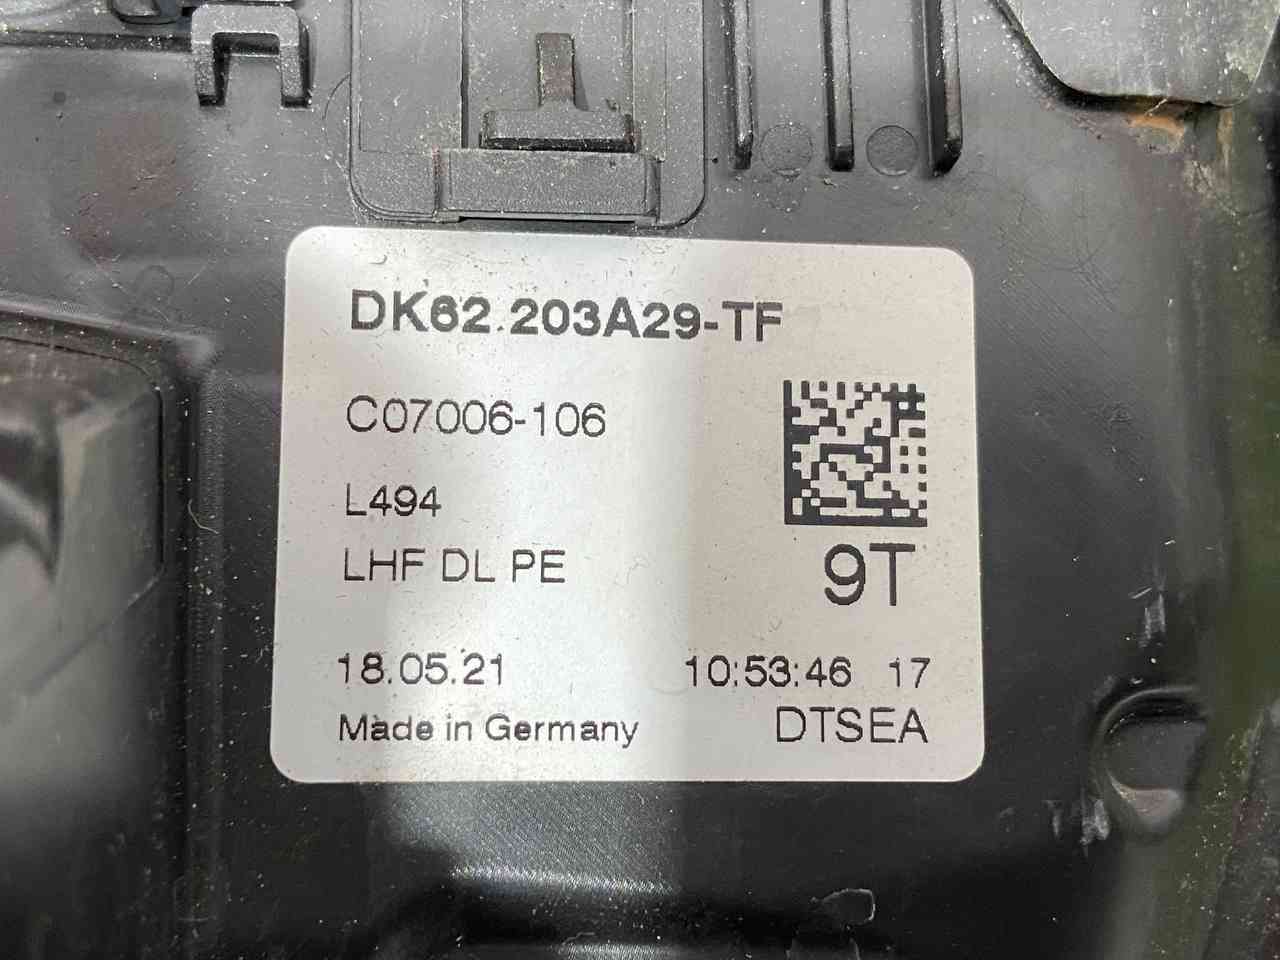 DK62.203A29-TF
C07006-106
L494
LHF DL PE
9T
18.05.21 10:53:46 17
Made in Germany DTSEA